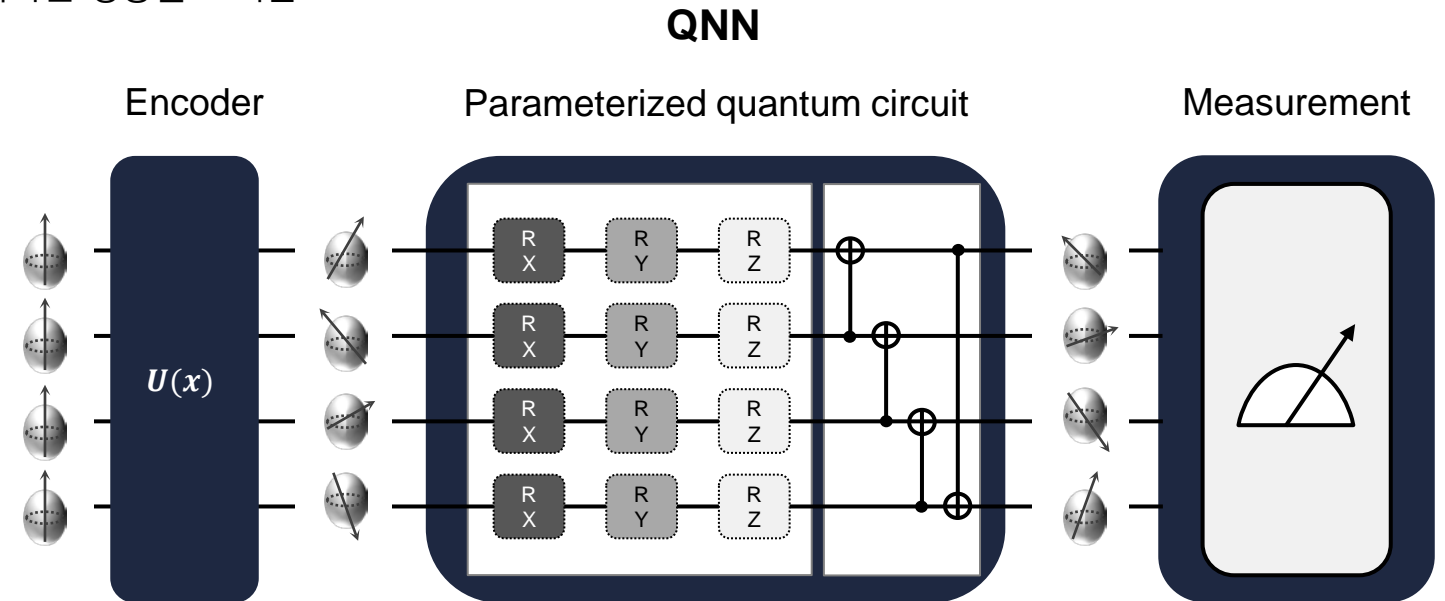 QNN
Encoder
Parameterized quantum circuit
Measurement
U(x)
R R R
X Y Z
R R R
X Y Z
R R R
X Y Z
R R R
X Y Z